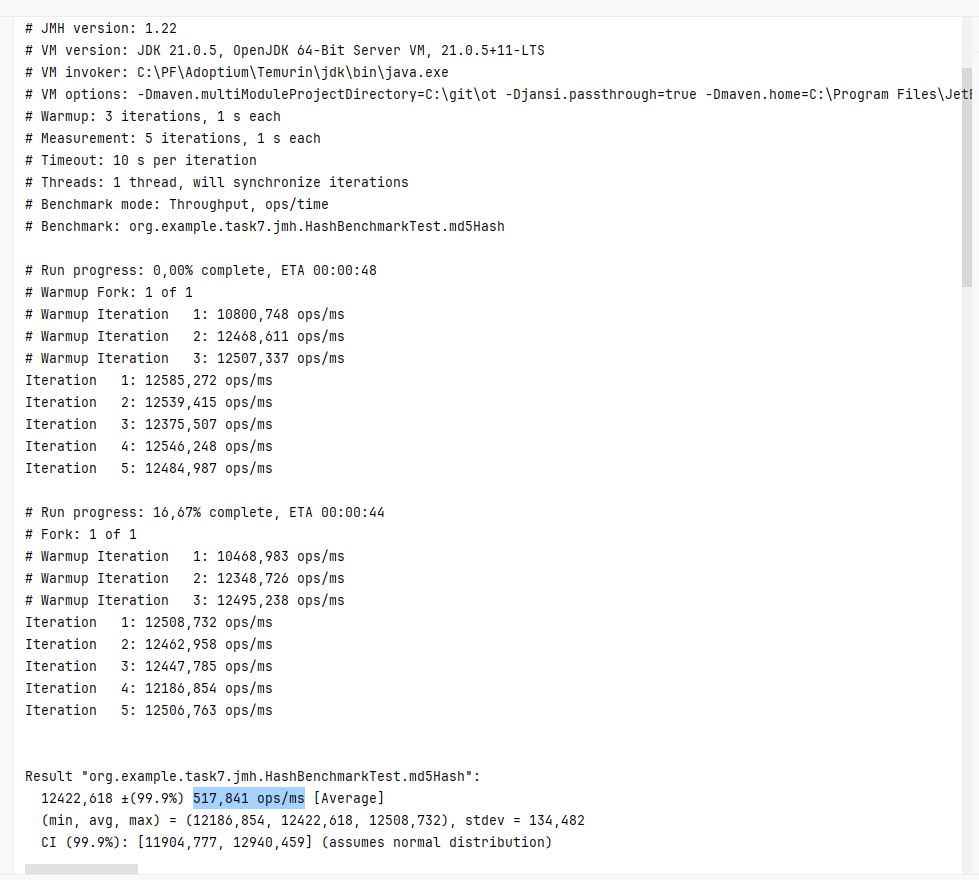 # JMH version: 1.22
# VM version: JDK 21.0.5, OpenJDK 64-Bit Server VM, 21.0.5+11-LTS
# VM invoker: C:\PF\Adoptium\Temurin\jdk\bin\java.exe
# VM options: -Dmaven.multiModuleProjectDirectory=C:\git\ot -Djansi.passthrough=true -Dmaven.home=C:\Program Files\JetB
# Warmup: 3 iterations, 1 s each
# Measurement: 5 iterations, 1 s each
# Timeout: 10 s per iteration
# Threads: 1 thread, will synchronize iterations
# Benchmark mode: Throughput, ops/time
# Benchmark: org.example.task7.jmh.HashBenchmarkTest.md5Hash
# Run progress: 0,00% complete, ETA 00:00:48
# Warmup Fork: 1 of 1
# Warmup Iteration   1: 10800,748 ops/ms
# Warmup Iteration   2: 12468,611 ops/ms
# Warmup Iteration   3: 12507,337 ops/ms
Iteration   1: 12585,272 ops/ms
Iteration   2: 12539,415 ops/ms
Iteration   3: 12375,507 ops/ms
Iteration   4: 12546,248 ops/ms
Iteration   5: 12484,987 ops/ms
# Run progress: 16,67% complete, ETA 00:00:44
# Fork: 1 of 1
# Warmup Iteration   1: 10468,983 ops/ms
# Warmup Iteration   2: 12348,726 ops/ms
# Warmup Iteration   3: 12495,238 ops/ms
Iteration   1: 12508,732 ops/ms
Iteration   2: 12462,958 ops/ms
Iteration   3: 12447,785 ops/ms
Iteration   4: 12186,854 ops/ms
Iteration   5: 12506,763 ops/ms
Result "org.example.task7.jmh.HashBenchmarkTest.md5Hash":
  12422,618 ±(99.9%) 517,841 ops/ms [Average]
  (min, avg, max) = (12186,854, 12422,618, 12508,732), stdev = 134,482
  CI (99.9%): [11904,777, 12940,459] (assumes normal distribution)